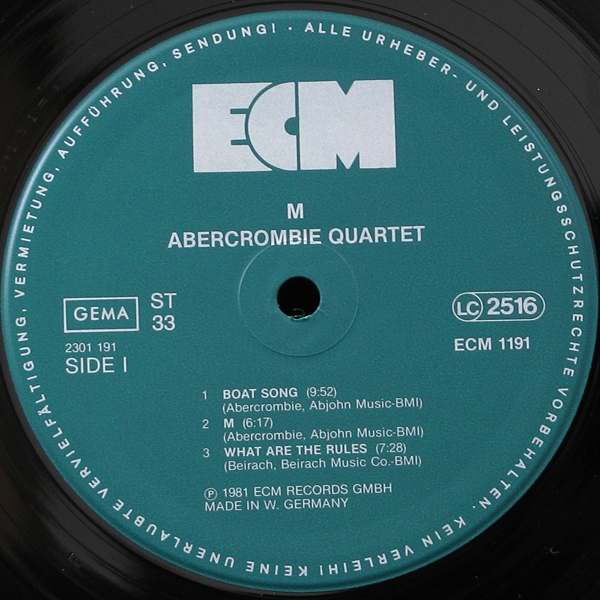 ALLE URHEBER- UND LEISTUNGSSCHUTZRECHTE VORBEHALTEN. KEIN VERLEIH! KEINE UNERLAUBTE VERVIELFÄLTIGUNG, VERMIETUNG, AUFFÜHRUNG, SENDUNG! ·
ECM
M
ABERCROMBIE QUARTET
GEMA
ST
33
LC 2516
2301 191
SIDE I
ECM 1191
1 BOAT SONG (9:52)
(Abercrombie, Abjohn Music-BMI)
2 M (6:17)
(Abercrombie, Abjohn Music-BMI)
3 WHAT ARE THE RULES (7:28)
(Beirach, Beirach Music Co.-BMI)
Ⓟ 1981 ECM RECORDS GMBH
MADE IN W. GERMANY